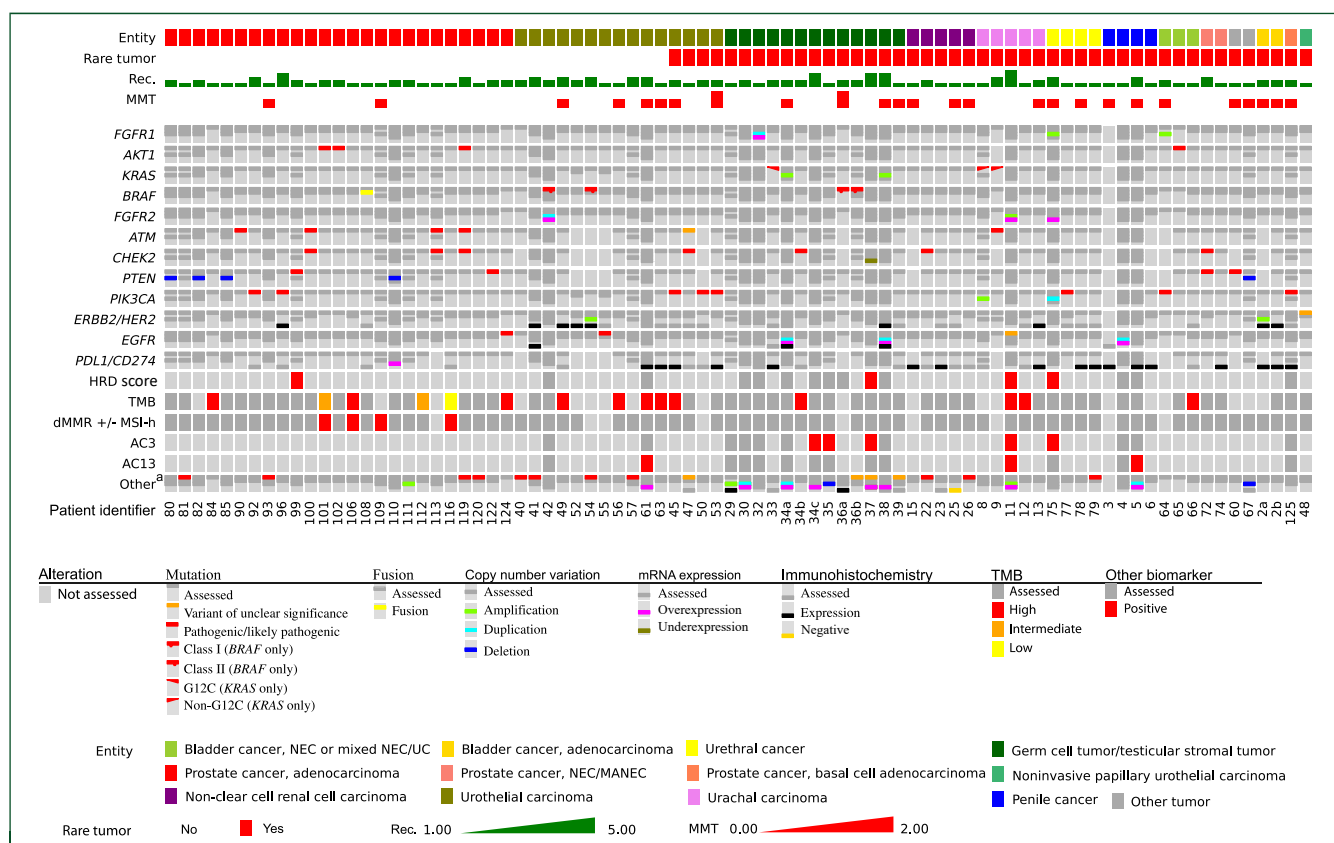 Entity
Rare tumor
Rec.
MMT
FGFR1
AKT1
KRAS
BRAF
FGFR2
ATM
CHEK2
PTEN
PIK3CA
ERBB2/HER2
EGFR
PDL1/CD274
HRD score
TMB
dMMR +/- MSI-h
AC3
AC13
Other a
Patient identifier 80 81 82 84 85 90 92 93 96 99 100 101 102 106 108 109 110 111 112 113 116 119 120 122 124 40 41 42 49 52 54 55 56 57 61 63 45 47 50 53 29 30 32 33 34a 34b 34c 35 36a 36b 37 38 39 15 22 23 25 26 8 9 11 12 13 75 77 78 79 3 4 5 6 64 65 66 72 74 60 67 2a 2b 125 48
Alteration Mutation Fusion Copy number variation mRNA expression Immunohistochemistry TMB Other biomarker
Not assessed Assessed Assessed Assessed Assessed Assessed Assessed Assessed
Variant of unclear significance Fusion Amplification Overexpression Expression High Positive
Pathogenic/likely pathogenic Duplication Underexpression Negative Intermediate
Class I (BRAF only) Deletion Low
Class II (BRAF only)
G12C (KRAS only)
Non-G12C (KRAS only)
Entity Bladder cancer, NEC or mixed NEC/UC Bladder cancer, adenocarcinoma Urethral cancer Germ cell tumor/testicular stromal tumor
Prostate cancer, adenocarcinoma Prostate cancer, NEC/MANEC Prostate cancer, basal cell adenocarcinoma Noninvasive papillary urothelial carcinoma
Non-clear cell renal cell carcinoma Urothelial carcinoma Urachal carcinoma Penile cancer Other tumor
Rare tumor No Yes Rec. 1.00 5.00 MMT 0.00 2.00